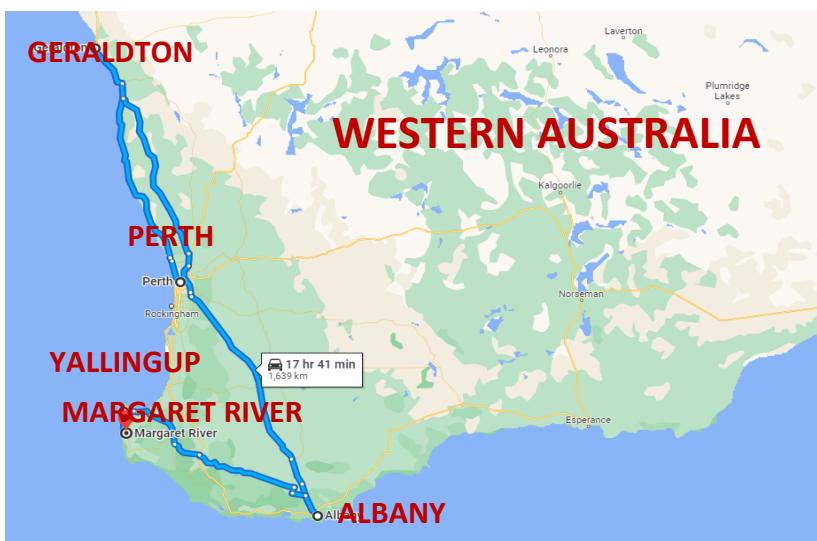 Laverton
Leonora
GERALDTON
Plumridge
Lakes
WESTERN AUSTRALIA
Kalgoorlie
PERTH
Perth
Norseman
Rockingham
YALLINGUP
17 hr 41 min
1,639 km
MARGARET RIVER
Esperance
Margaret River
ALBANY